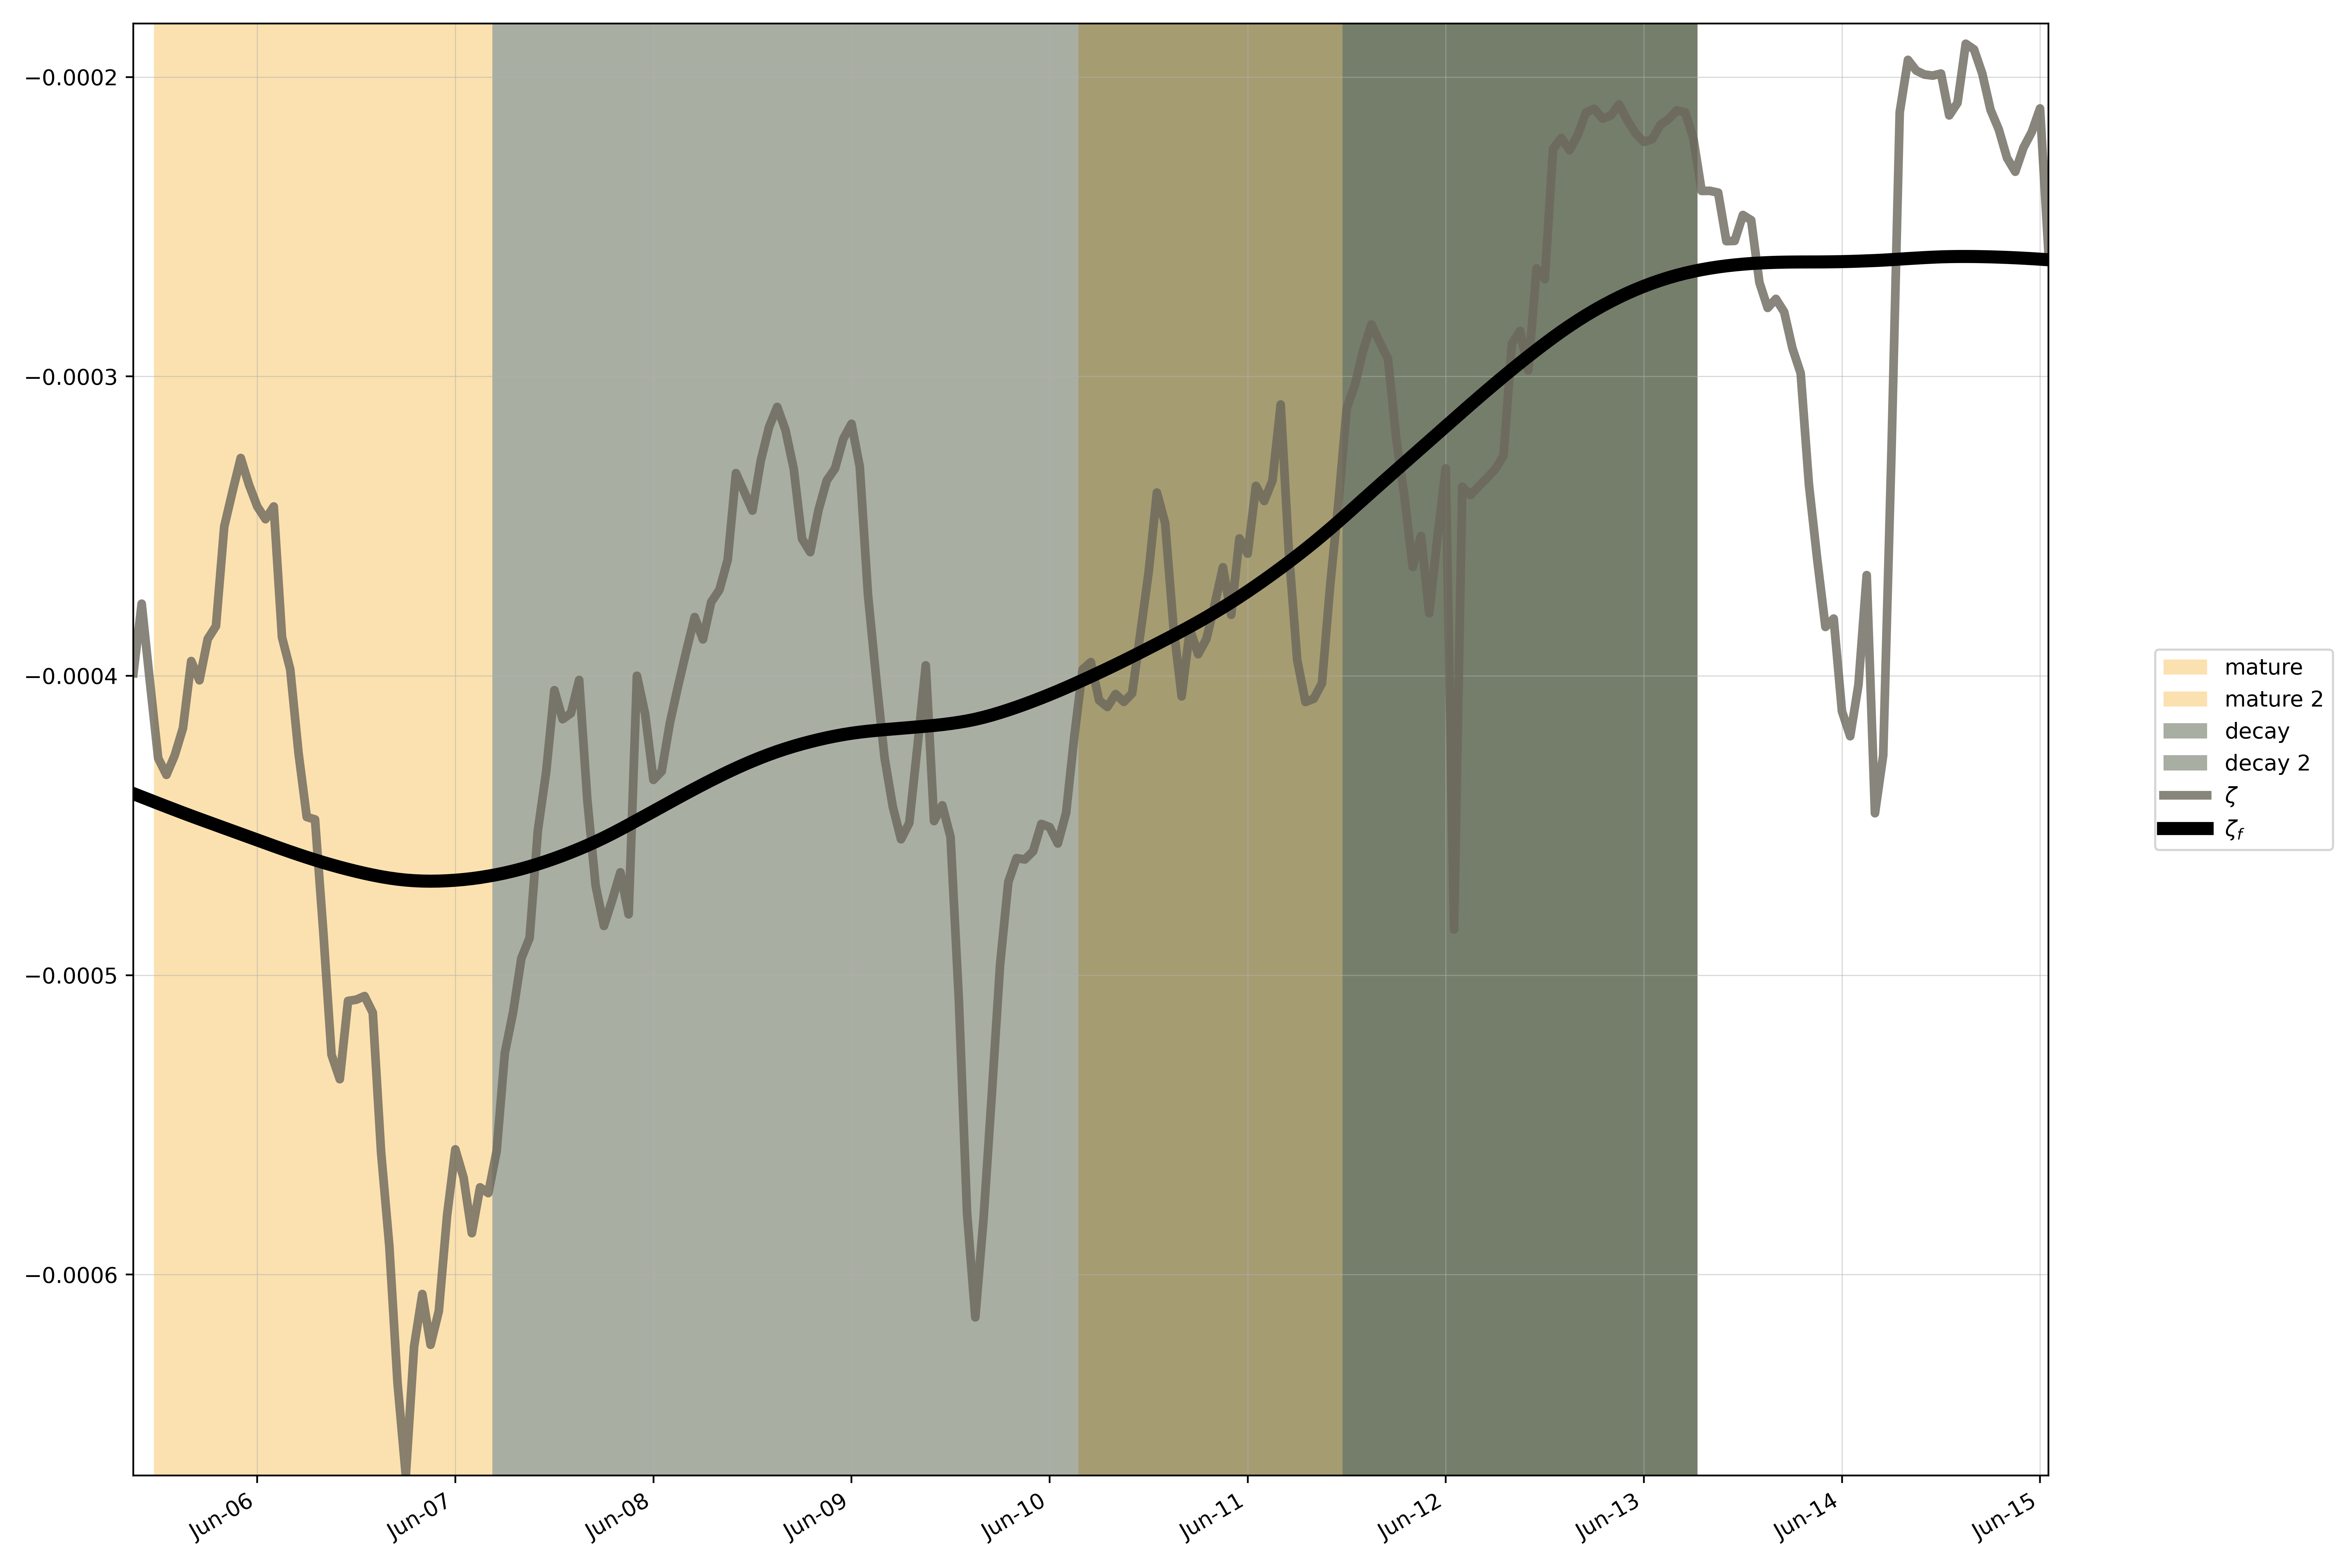 −0.0002
−0.0003
−0.0004
−0.0005
−0.0006
Jun-06
Jun-07
Jun-08
Jun-09
Jun-10
Jun-11
Jun-12
Jun-13
Jun-14
Jun-15
mature
mature 2
decay
decay 2
ζ
ζf